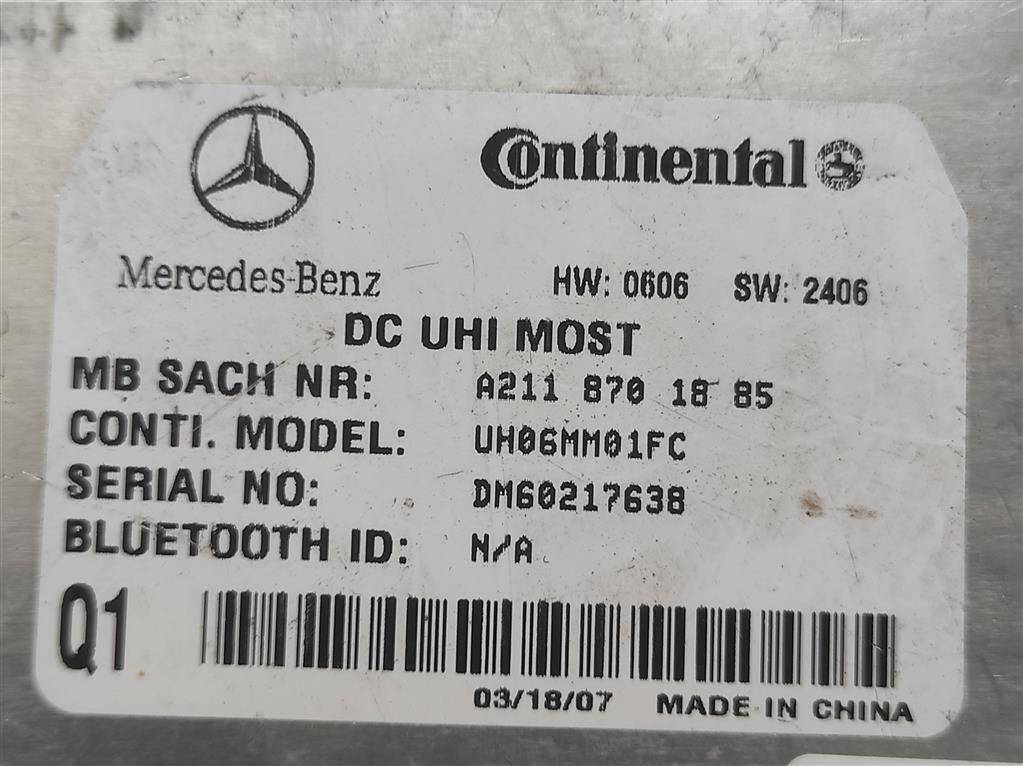 Continental
Mercedes-Benz HW: 0606 SW: 2406
DC UHI MOST
MB SACH NR: A211 870 18 85
CONTI. MODEL: UH06MM01FC
SERIAL NO: DM60217638
BLUETOOTH ID: N/A
Q1
03/18/07 MADE IN CHINA